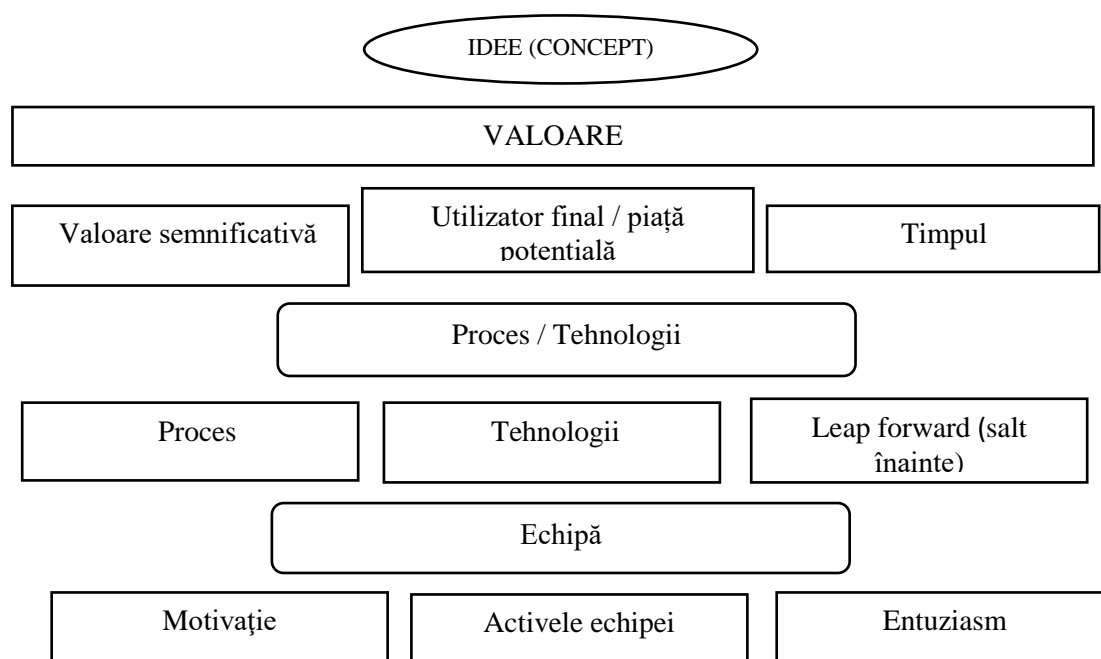 IDEE (CONCEPT)
VALOARE
Valoare semnificativă
Utilizator final / piață
potențială
Timpul
Proces / Tehnologii
Proces
Tehnologii
Leap forward (salt
înainte)
Echipă
Motivaţie
Activele echipei
Entuziasm